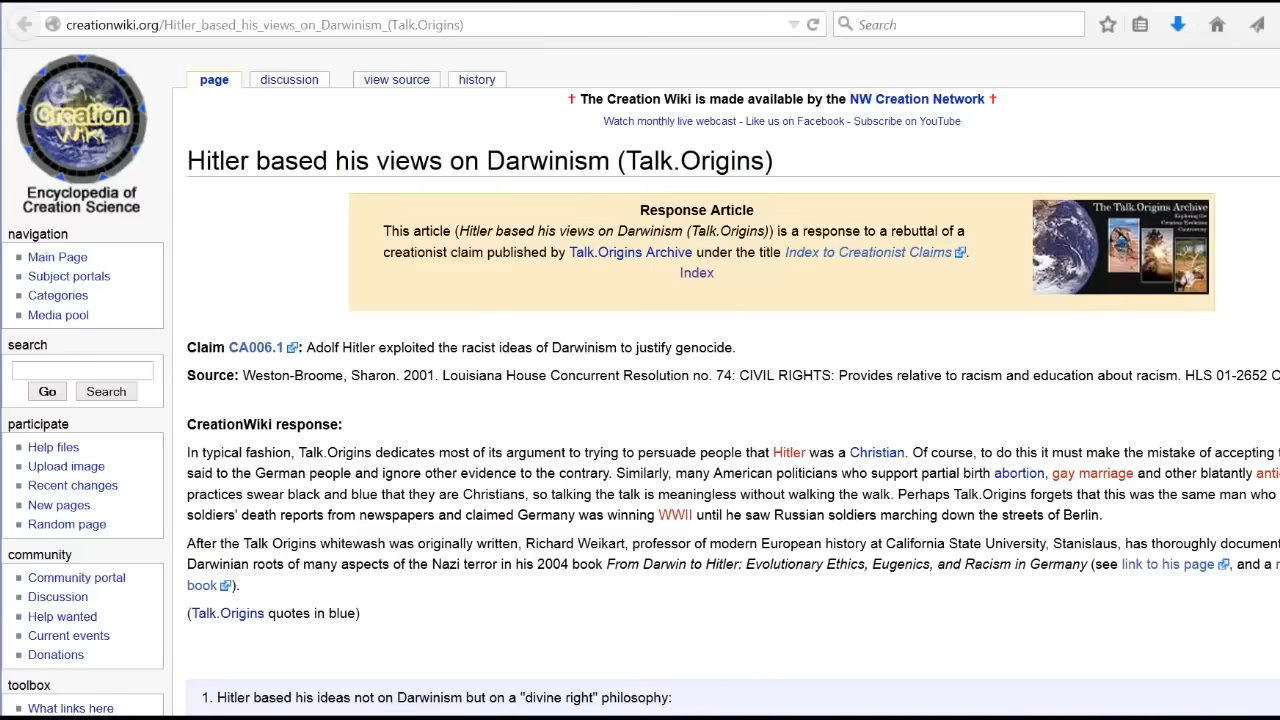 creationwiki.org/Hitler_based_his_views_on_Darwinism_(Talk.Origins)
Search
Creation
Wiki
Encyclopedia of
Creation Science
page
discussion
view source
history
† The Creation Wiki is made available by the NW Creation Network †
Watch monthly live webcast - Like us on Facebook - Subscribe on YouTube
Hitler based his views on Darwinism (Talk.Origins)
Response Article
This article (Hitler based his views on Darwinism (Talk.Origins)) is a response to a rebuttal of a
creationist claim published by Talk.Origins Archive under the title Index to Creationist Claims.
Index
The Talk.Origins Archive
Exploring the
Creation/Evolution
Controversy
navigation
Main Page
Subject portals
Categories
Media pool
search
Go
Search
participate
Help files
Upload image
Recent changes
New pages
Random page
community
Community portal
Discussion
Help wanted
Current events
Donations
toolbox
What links here
Claim CA006.1: Adolf Hitler exploited the racist ideas of Darwinism to justify genocide.
Source: Weston-Broome, Sharon. 2001. Louisiana House Concurrent Resolution no. 74: CIVIL RIGHTS: Provides relative to racism and education about racism. HLS 01-2652
CreationWiki response:
In typical fashion, Talk.Origins dedicates most of its argument to trying to persuade people that Hitler was a Christian. Of course, to do this it must make the mistake of accepting
said to the German people and ignore other evidence to the contrary. Similarly, many American politicians who support partial birth abortion, gay marriage and other blatantly anti-
practices swear black and blue that they are Christians, so talking the talk is meaningless without walking the walk. Perhaps Talk.Origins forgets that this was the same man who
soldiers' death reports from newspapers and claimed Germany was winning WWII until he saw Russian soldiers marching down the streets of Berlin.
After the Talk Origins whitewash was originally written, Richard Weikart, professor of modern European history at California State University, Stanislaus, has thoroughly document
Darwinian roots of many aspects of the Nazi terror in his 2004 book From Darwin to Hitler: Evolutionary Ethics, Eugenics, and Racism in Germany (see link to his page, and a
book).
(Talk.Origins quotes in blue)
1. Hitler based his ideas not on Darwinism but on a "divine right" philosophy: